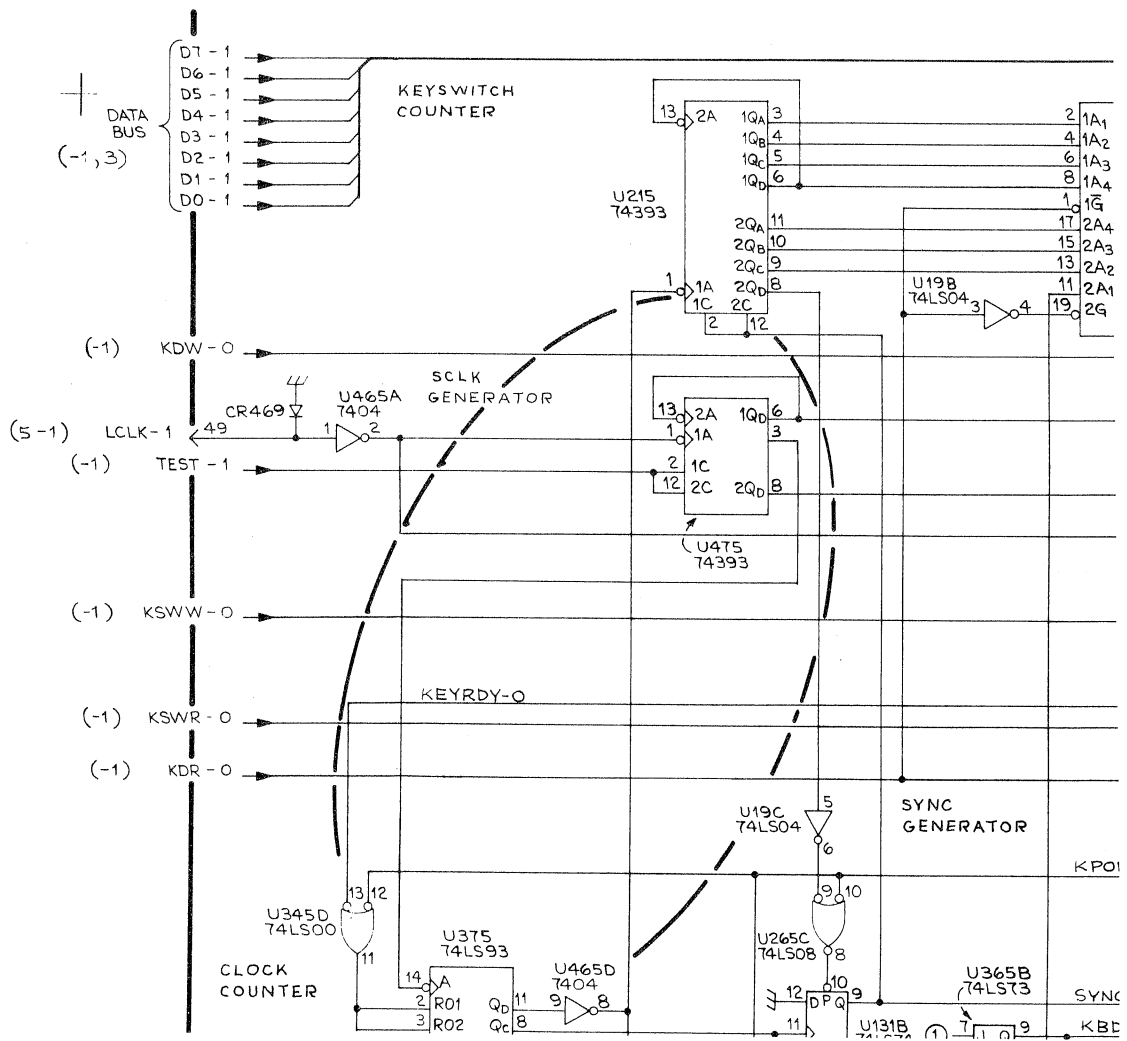 D7-1
D6-1
D5-1
D4-1
D3-1
D2-1
D1-1
D0-1
DATA
BUS
(-1,3)
KEYSWITCH
COUNTER
U215
74393
13 2A
1QA 3
1QB 4
1QC 5
1QD 6
2QA 11
2QB 10
2QC 9
2QD 8
1 1A
1C
2C
2
12
2 1A1
4 1A2
6 1A3
8 1A4
1 1G̅
17 2A4
15 2A3
13 2A2
11 2A1
19 2G
U19B
74LS04
3
4
(-1) KDW-0
SCLK
GENERATOR
CR469
U465A
7404
(5-1) LCLK-1
49
1
2
(-1) TEST-1
13 2A
1 1A
2 1C
12 2C
1QD 6
3
2QD 8
U475
74393
(-1) KSWW-0
KEYRDY-0
(-1) KSWR-0
(-1) KDR-0
U19C
74LS04
5
6
SYNC
GENERATOR
KPO
13
12
U345D
74LS00
11
9
10
U265C
74LS08
8
CLOCK
COUNTER
U375
74LS93
14 A
2 RO1
3 RO2
QD 11
QC 8
U465D
7404
9
8
10
12 D P Q 9
11
U131B
74LS74
U365B
74LS73
1
7 J Q 9
SYNC
KBD